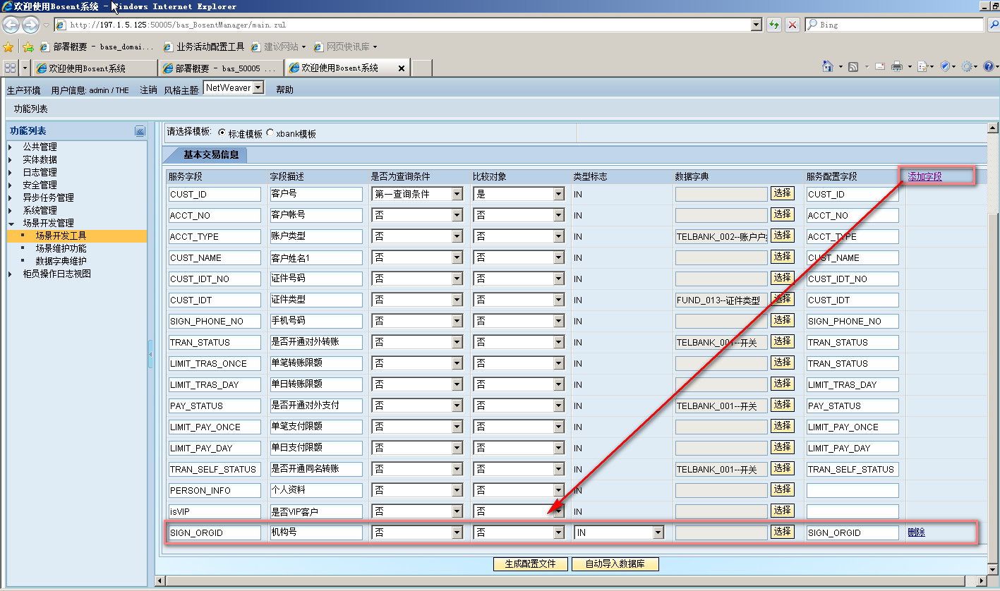 欢迎使用Bosent系统 - Windows Internet Explorer
http://197.1.5.125:50005/bas_BosentManager/main.zul
Bing
部署概要 - base_domai... 业务活动配置工具 建议网站 网页快讯库
欢迎使用Bosent系统 部署概要 - bas_50005 ... 欢迎使用Bosent系统
生产环境 用户信息: admin / THE 注销 风格主题: NetWeaver 帮助
功能列表
功能列表
公共管理
实体数据
日志管理
安全管理
异步任务管理
系统管理
场景开发管理
场景开发工具
场景维护功能
数据字典维护
柜员操作日志视图
请选择模板: 标准模板 xbank模板
基本交易信息
服务字段 字段描述 是否为查询条件 比较对象 类型标志 数据字典 服务配置字段 添加字段
CUST_ID 客户号 第一查询条件 是 IN 选择 CUST_ID
ACCT_NO 客户帐号 否 否 IN 选择 ACCT_NO
ACCT_TYPE 账户类型 否 否 IN TELBANK_002--账户户 选择 ACCT_TYPE
CUST_NAME 客户姓名1 否 否 IN 选择 CUST_NAME
CUST_IDT_NO 证件号码 否 否 IN 选择 CUST_IDT_NO
CUST_IDT 证件类型 否 否 IN FUND_013--证件类型 选择 CUST_IDT
SIGN_PHONE_NO 手机号码 否 否 IN 选择 SIGN_PHONE_NO
TRAN_STATUS 是否开通对外转账 否 否 IN TELBANK_001--开关 选择 TRAN_STATUS
LIMIT_TRAS_ONCE 单笔转账限额 否 否 IN 选择 TRAN_STATUS
LIMIT_TRAS_DAY 单日转账限额 否 否 IN 选择 LIMIT_TRAS_DAY
PAY_STATUS 是否开通对外支付 否 否 IN TELBANK_001--开关 选择 PAY_STATUS
LIMIT_PAY_ONCE 单笔支付限额 否 否 IN 选择 LIMIT_PAY_ONCE
LIMIT_PAY_DAY 单日支付限额 否 否 IN 选择 LIMIT_PAY_DAY
TRAN_SELF_STATUS 是否开通同名转账 否 否 IN TELBANK_001--开关 选择 TRAN_SELF_STATUS
PERSON_INFO 个人资料 否 否 IN 选择
isVIP 是否VIP客户 否 否 IN 选择
SIGN_ORGID 机构号 否 否 IN 选择 SIGN_ORGID 删除
生成配置文件 自动导入数据库